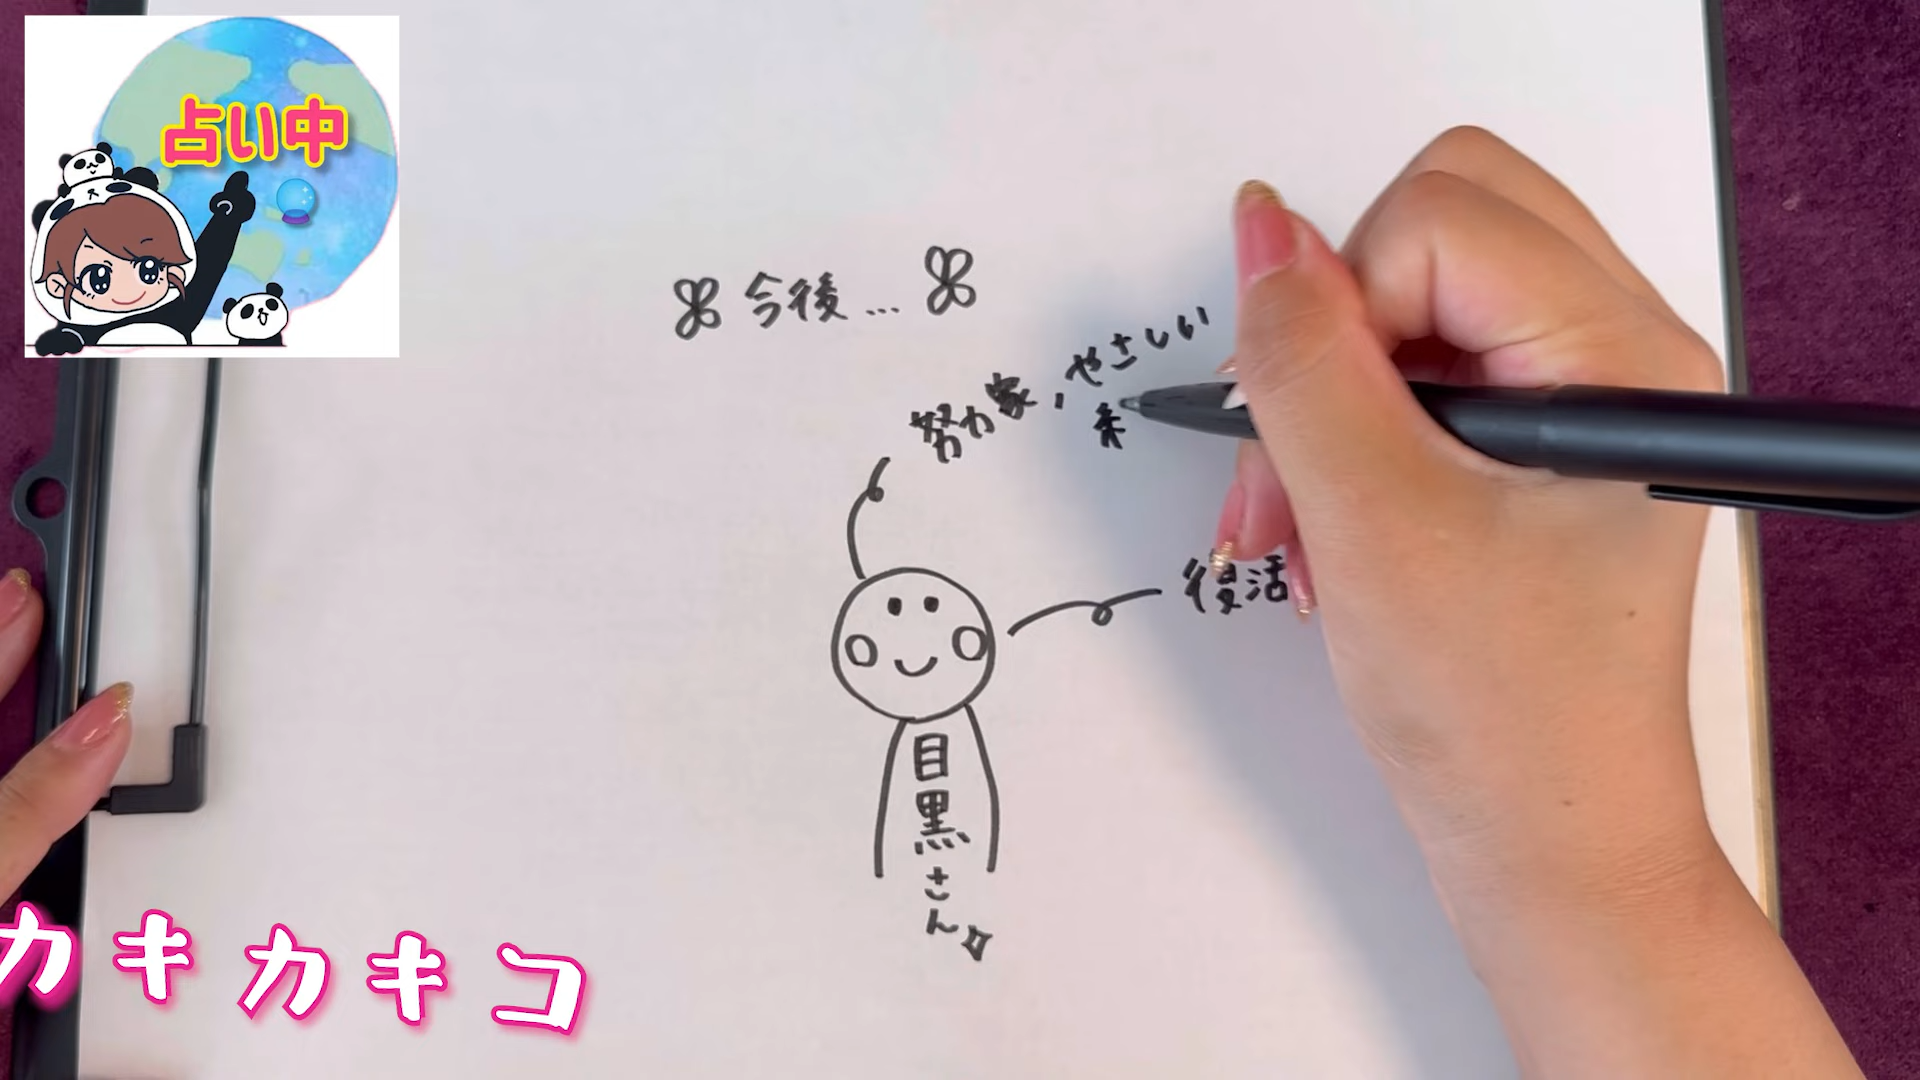 占い中
今後...
努力家,やさしい
復活
目黒さん
カキカキコ